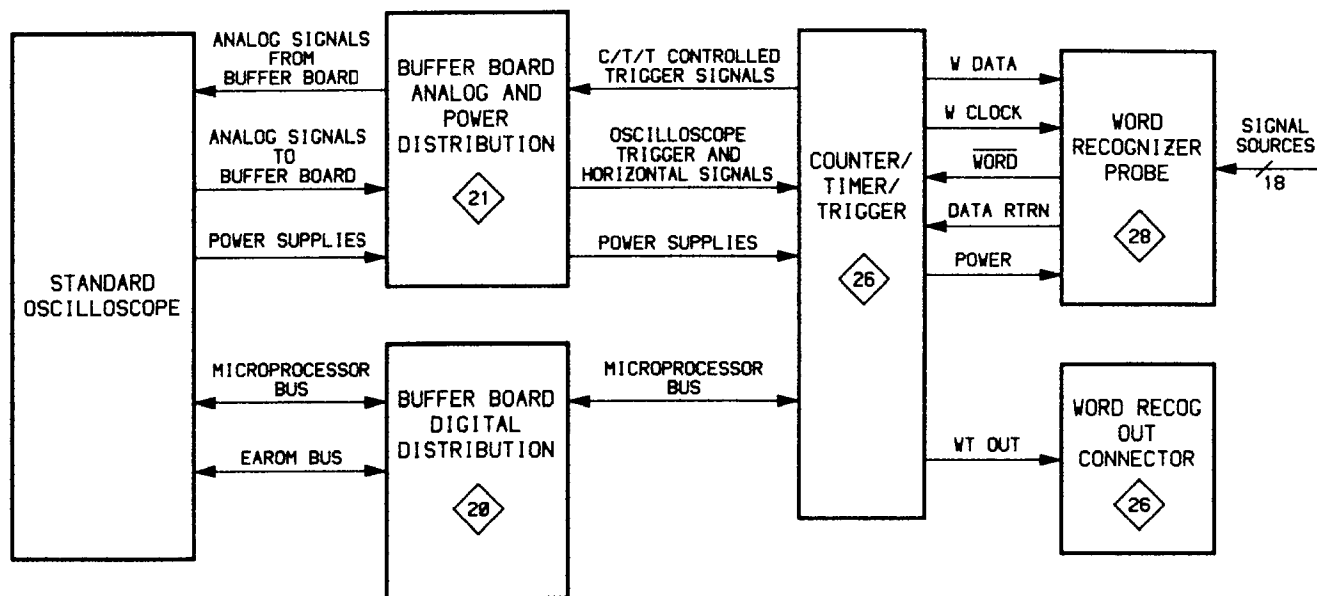 STANDARD
OSCILLOSCOPE
ANALOG SIGNALS
FROM
BUFFER BOARD
ANALOG SIGNALS
TO
BUFFER BOARD
POWER SUPPLIES
MICROPROCESSOR
BUS
EAROM BUS
BUFFER BOARD
ANALOG AND
POWER
DISTRIBUTION
21
BUFFER BOARD
DIGITAL
DISTRIBUTION
20
C/T/T CONTROLLED
TRIGGER SIGNALS
OSCILLOSCOPE
TRIGGER AND
HORIZONTAL SIGNALS
POWER SUPPLIES
MICROPROCESSOR
BUS
COUNTER/
TIMER/
TRIGGER
26
W DATA
W CLOCK
W̅O̅R̅D̅
DATA RTRN
POWER
WT OUT
WORD
RECOGNIZER
PROBE
28
SIGNAL
SOURCES
18
WORD RECOG
OUT
CONNECTOR
26